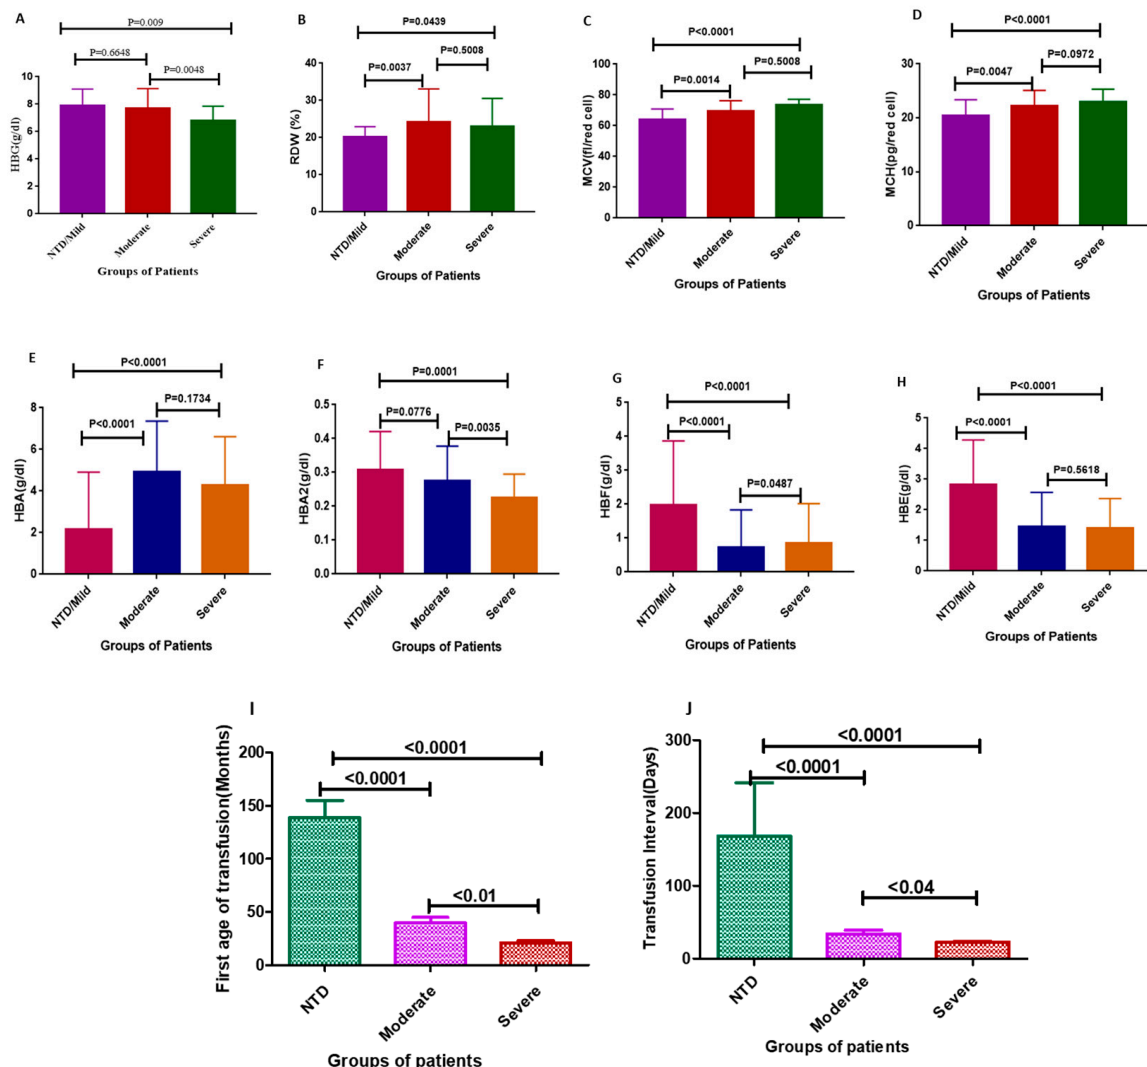 A
P=0.009
P=0.6648
P=0.0048
HBG(g/dl)
10
8
6
4
2
0
NTD/Mild
Moderate
Severe
Groups of Patients
B
P=0.0439
P=0.5008
P=0.0037
RDW (%)
40
30
20
10
0
NTD/Mild
Moderate
Severe
Groups of Patients
C
P<0.0001
P=0.5008
P=0.0014
MCV(fl/red cell)
100
80
60
40
20
0
NTD/Mild
Moderate
Severe
Groups of Patients
D
P<0.0001
P=0.0972
P=0.0047
MCH(pg/red cell)
30
20
10
0
NTD/Mild
Moderate
Severe
Groups of Patients
E
P<0.0001
P=0.1734
P<0.0001
HBA(g/dl)
8
6
4
2
0
NTD/Mild
Moderate
Severe
Groups of Patients
F
P=0.0001
P=0.0776
P=0.0035
HBA2(g/dl)
0.5
0.4
0.3
0.2
0.1
0.0
NTD/Mild
Moderate
Severe
Groups of Patients
G
P<0.0001
P<0.0001
P=0.0487
HBF(g/dl)
5
4
3
2
1
0
NTD/Mild
Moderate
Severe
Groups of Patients
H
P<0.0001
P<0.0001
P=0.5618
HBE(g/dl)
5
4
3
2
1
0
NTD/Mild
Moderate
Severe
Groups of Patients
I
<0.0001
<0.0001
<0.01
First age of transfusion(Months)
200
150
100
50
0
NTD
Moderate
Severe
Groups of patients
J
<0.0001
<0.0001
<0.04
Transfusion Interval(Days)
300
200
100
0
NTD
Moderate
Severe
Groups of patients